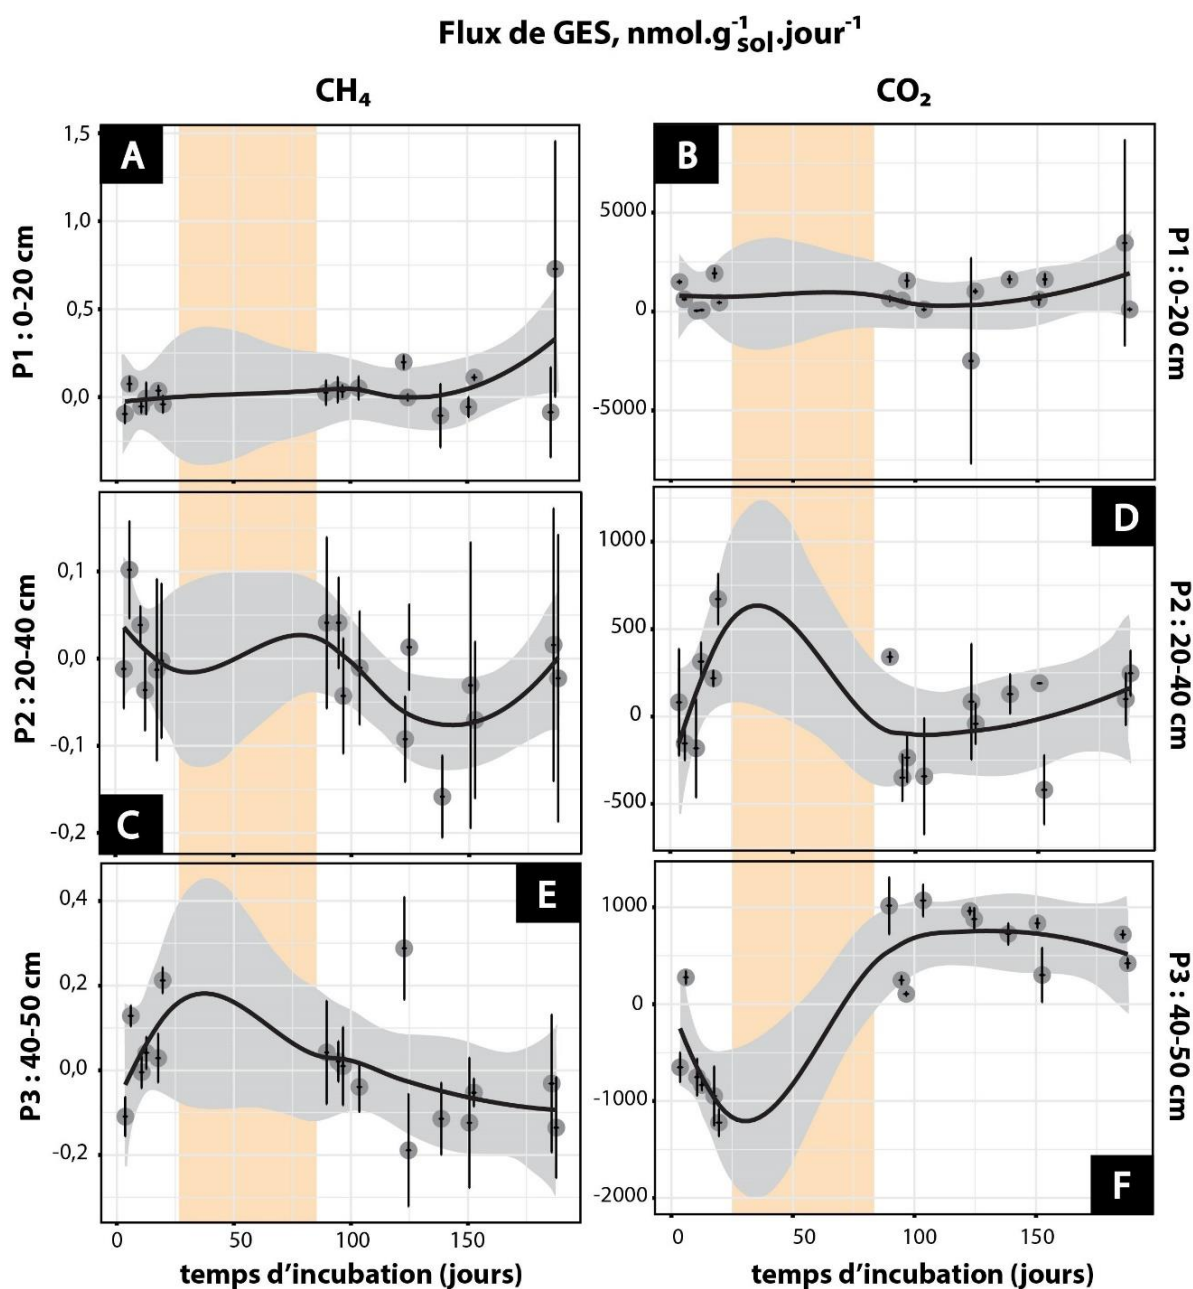 Flux de GES, nmol.g⁻¹sol.jour⁻¹
CH₄
CO₂
A
1,5
1,0
0,5
0,0
P1 : 0-20 cm
B
5000
0
-5000
P1 : 0-20 cm
C
0,1
0,0
-0,1
-0,2
P2 : 20-40 cm
D
1000
500
0
-500
P2 : 20-40 cm
E
0,4
0,2
0,0
-0,2
P3 : 40-50 cm
0 50 100 150
temps d’incubation (jours)
F
1000
0
-1000
-2000
P3 : 40-50 cm
0 50 100 150
temps d’incubation (jours)